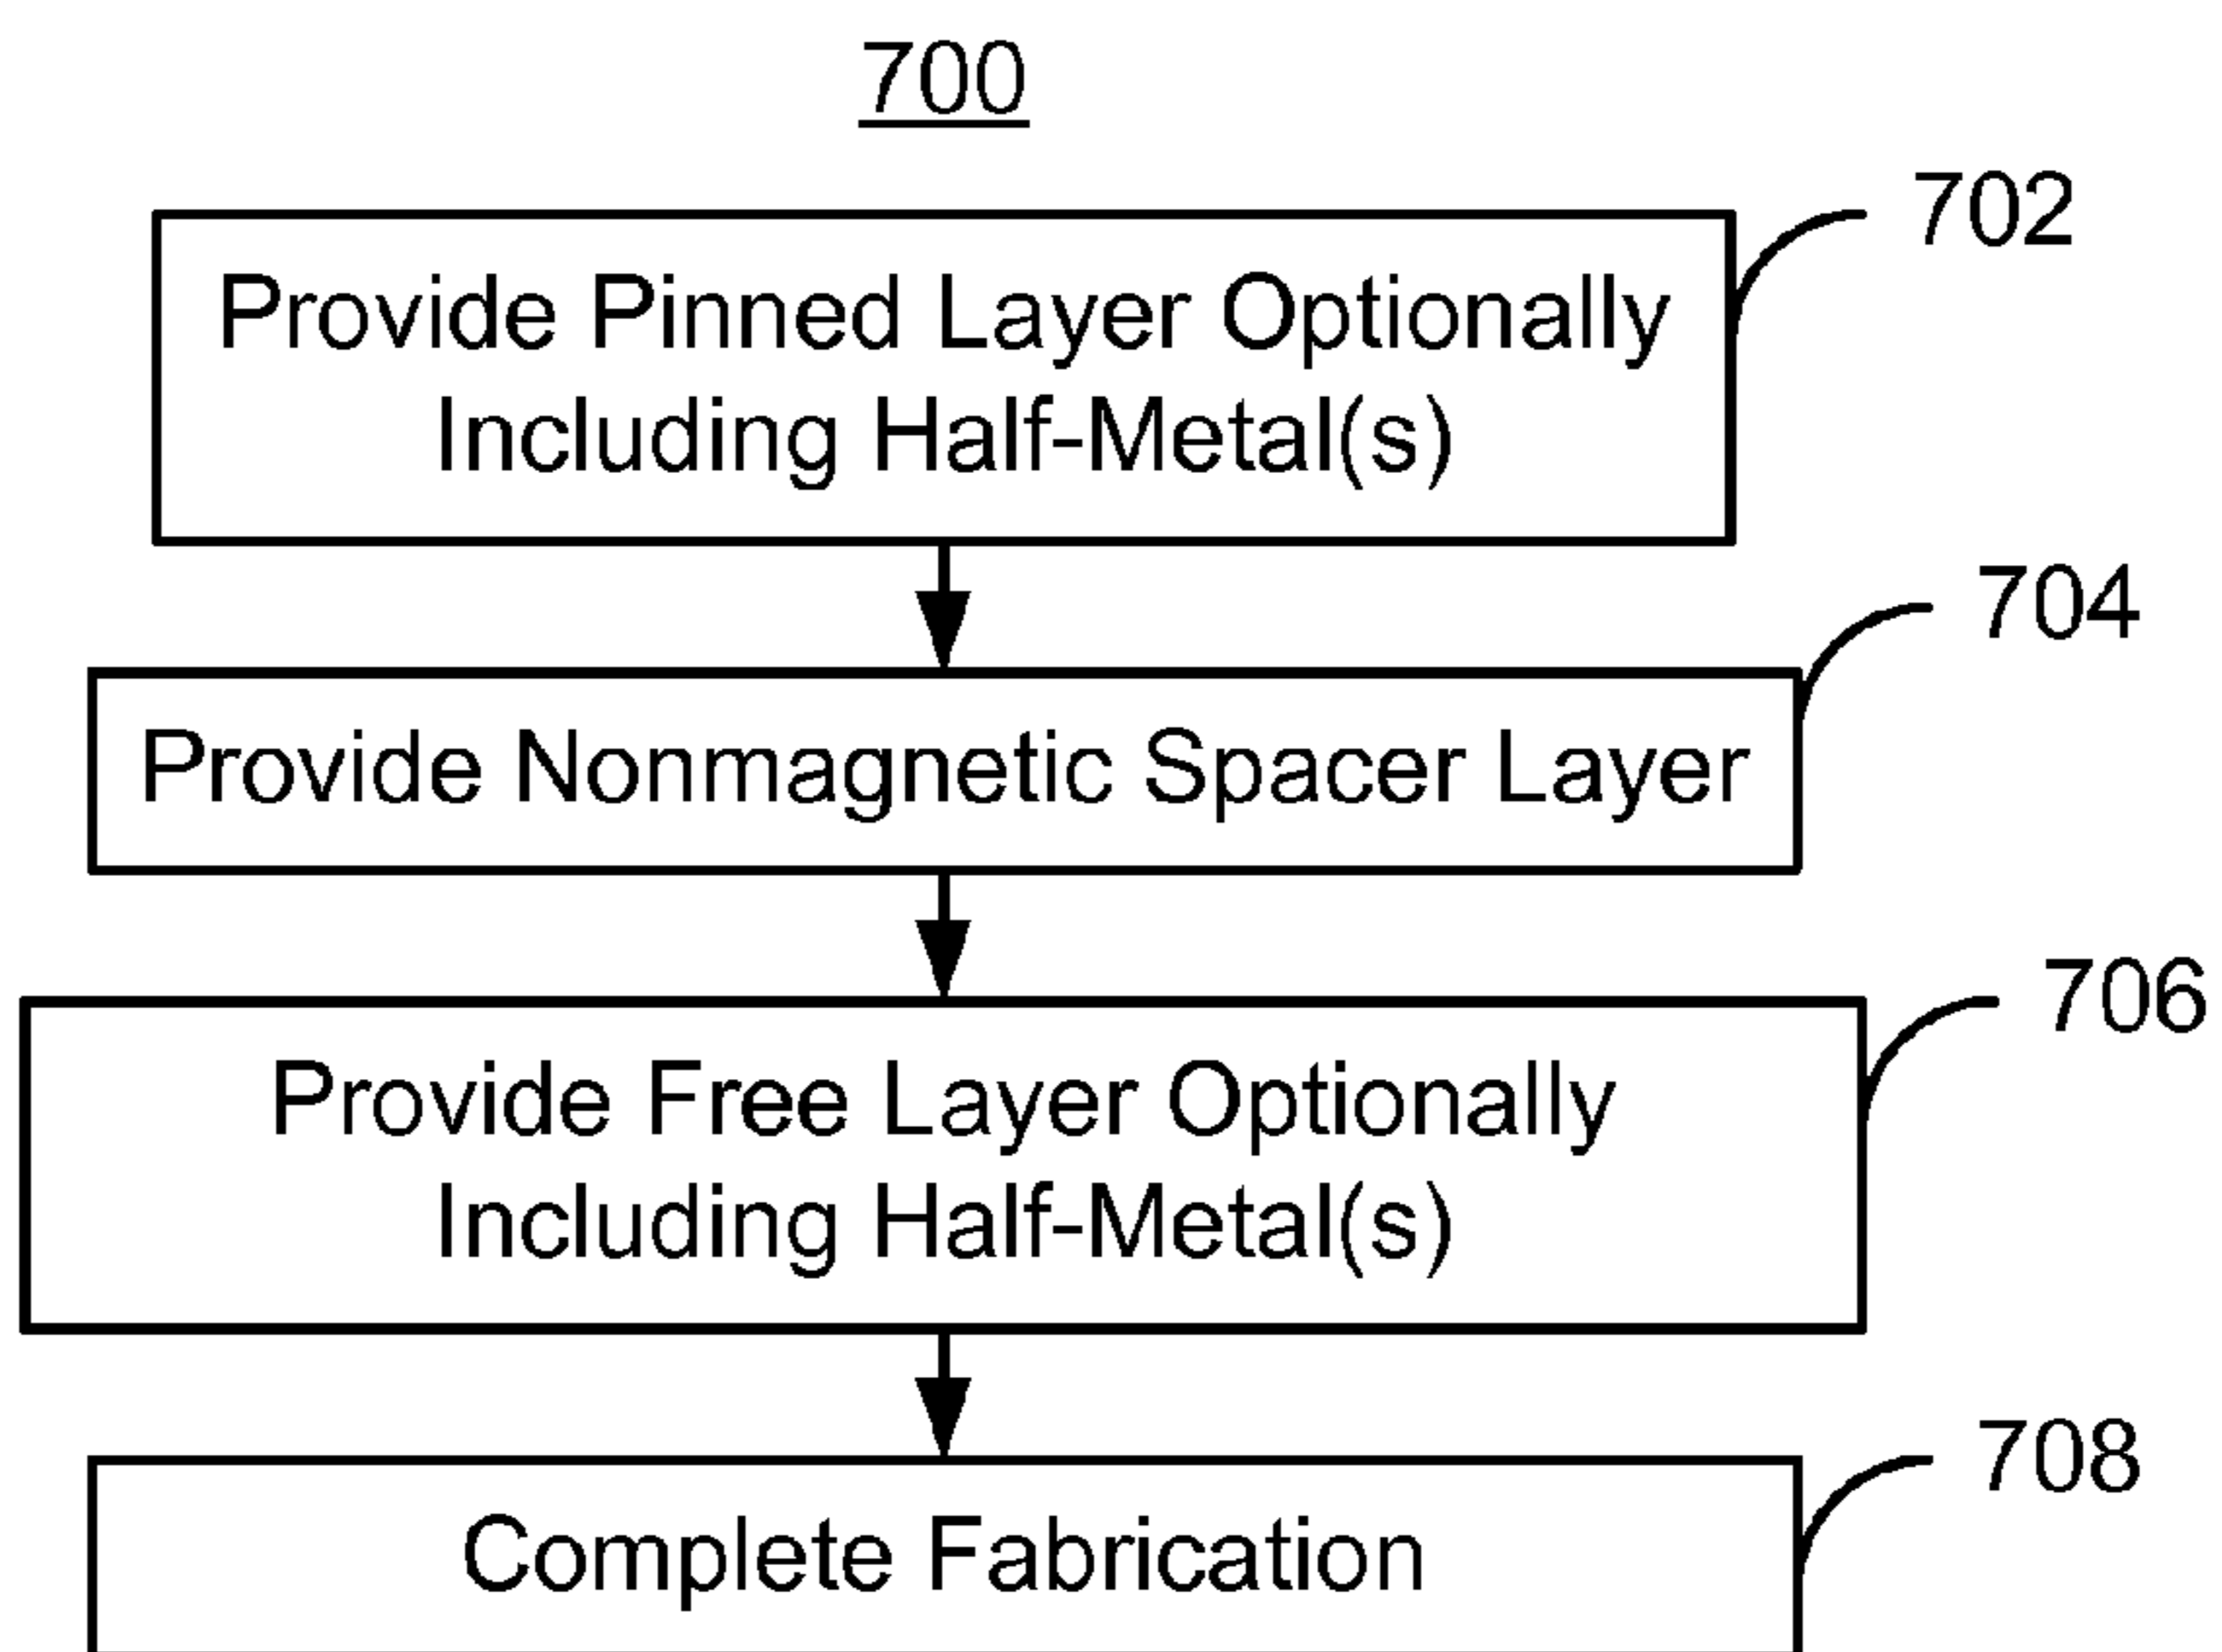 700
702
Provide Pinned Layer Optionally
Including Half-Metal(s)
704
Provide Nonmagnetic Spacer Layer
706
Provide Free Layer Optionally
Including Half-Metal(s)
708
Complete Fabrication